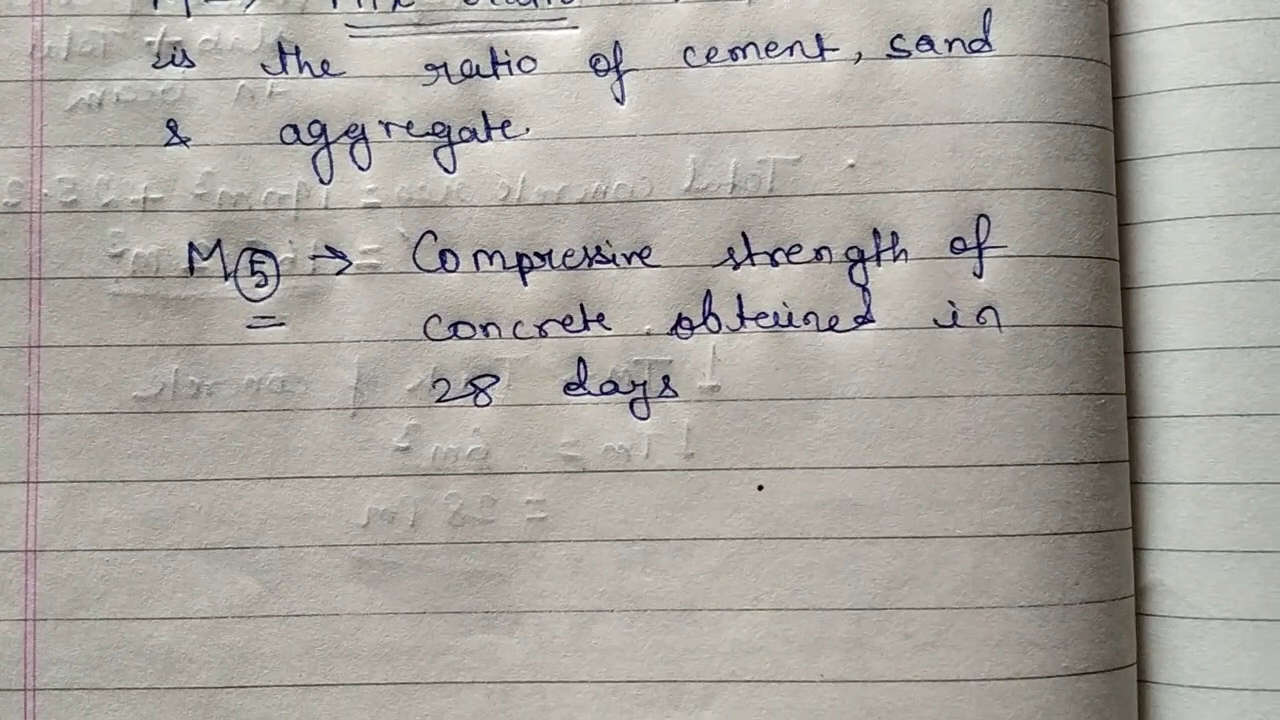 is the ratio of cement, sand
& aggregate.
M5 → Compressive strength of
concrete obtained in
28 days